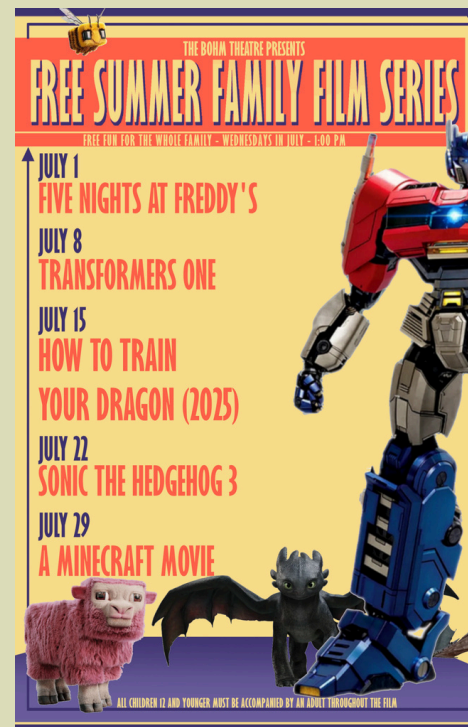 THE BOHM THEATRE PRESENTS
FREE SUMMER FAMILY FILM SERIES
FREE FUN FOR THE WHOLE FAMILY - WEDNESDAYS IN JULY - 1:00 PM
JULY 1
FIVE NIGHTS AT FREDDY'S
JULY 8
TRANSFORMERS ONE
JULY 15
HOW TO TRAIN
YOUR DRAGON (2025)
JULY 22
SONIC THE HEDGEHOG 3
JULY 29
A MINECRAFT MOVIE
ALL CHILDREN 12 AND YOUNGER MUST BE ACCOMPANIED BY AN ADULT THROUGHOUT THE FILM